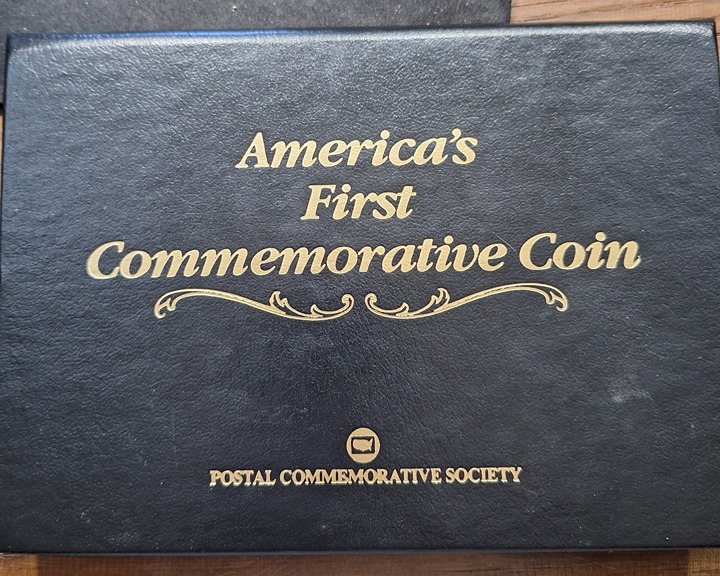 America's
First
Commemorative Coin
POSTAL COMMEMORATIVE SOCIETY